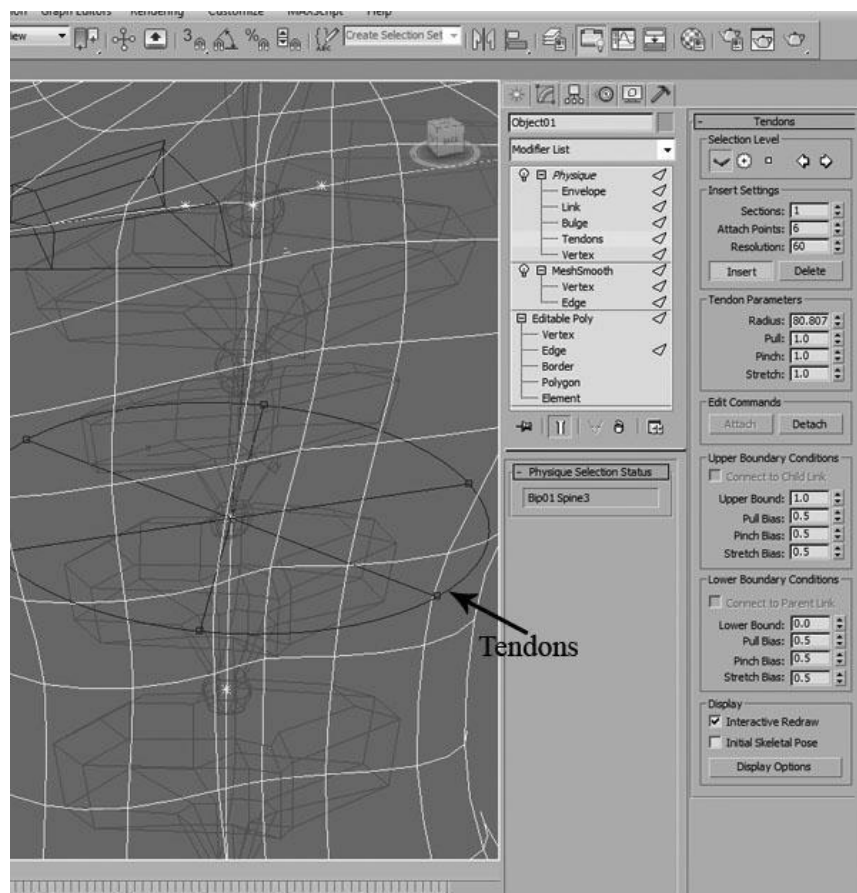 Graph Editors Rendering Customize MAXScript Help
3 Create Selection Set
Object01
Tendons
Modifier List
Selection Level
Physique
Envelope
Link
Bulge
Tendons
Vertex
MeshSmooth
Vertex
Edge
Editable Poly
Vertex
Edge
Border
Polygon
Element
Insert Settings
Sections: 1
Attach Points: 6
Resolution: 60
Insert Delete
Tendon Parameters
Radius: 80.807
Pull: 1.0
Pinch: 1.0
Stretch: 1.0
Edit Commands
Attach Detach
Physique Selection Status
Bip01 Spine3
Upper Boundary Conditions
Connect to Child Link
Upper Bound: 1.0
Pull Bias: 0.5
Pinch Bias: 0.5
Stretch Bias: 0.5
Lower Boundary Conditions
Connect to Parent Link
Lower Bound: 0.0
Pull Bias: 0.5
Pinch Bias: 0.5
Stretch Bias: 0.5
Display
Interactive Redraw
Initial Skeletal Pose
Display Options
Tendons